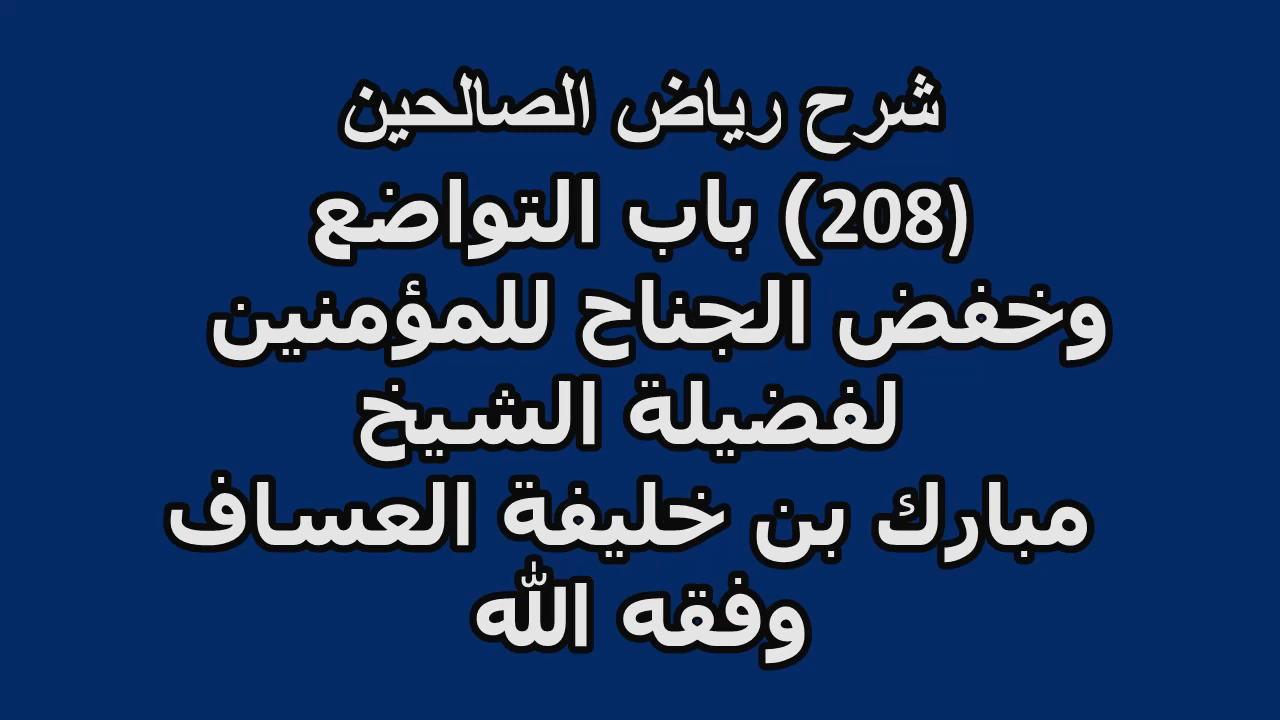 شرح رياض الصالحين
(208) باب التواضع
وخفض الجناح للمؤمنين
لفضيلة الشيخ
مبارك بن خليفة العساف
وفقه الله